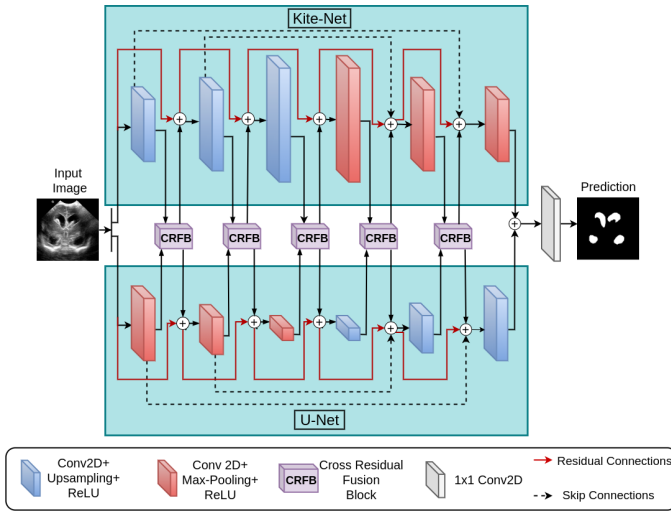 Kite-Net
Input
Image
Prediction
CRFB CRFB CRFB CRFB CRFB
U-Net
Conv2D+
Upsampling+
ReLU
Conv 2D+
Max-Pooling+
ReLU
CRFB
Cross Residual
Fusion
Block
1x1 Conv2D
Residual Connections
Skip Connections